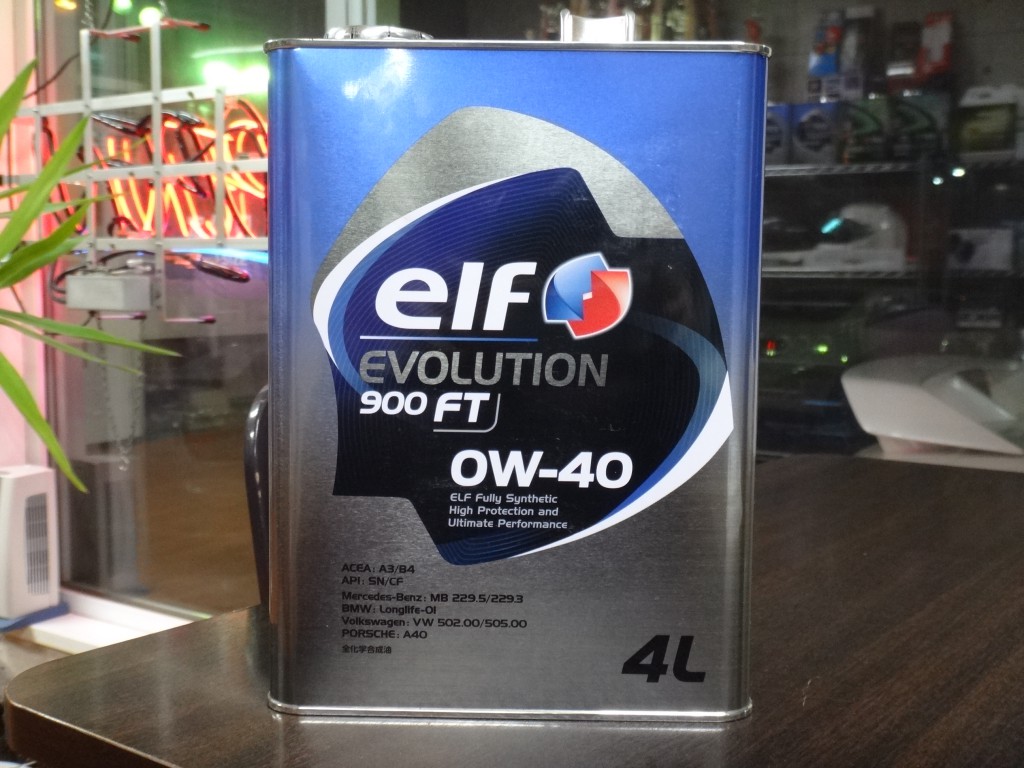 elf
EVOLUTION
900 FT
0W-40
ELF Fully Synthetic
High Protection and
Ultimate Performance
ACEA: A3/B4
API: SN/CF
Mercedes-Benz: MB 229.5/229.3
BMW: Longlife-01
Volkswagen: VW 502.00/505.00
PORSCHE: A40
全化学合成油
4L